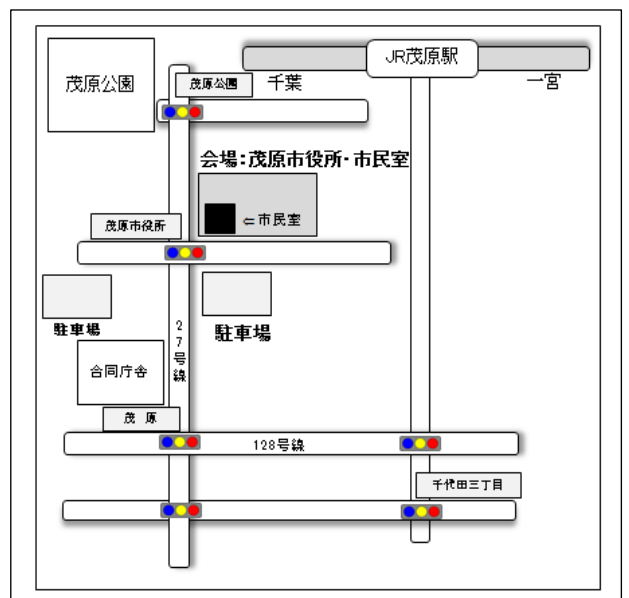 JR茂原駅
茂原公園
茂原公園
千葉
一宮
会場:茂原市役所・市民室
⇐市民室
茂原市役所
駐車場
駐車場
27号線
合同庁舎
茂原
128号線
千代田三丁目